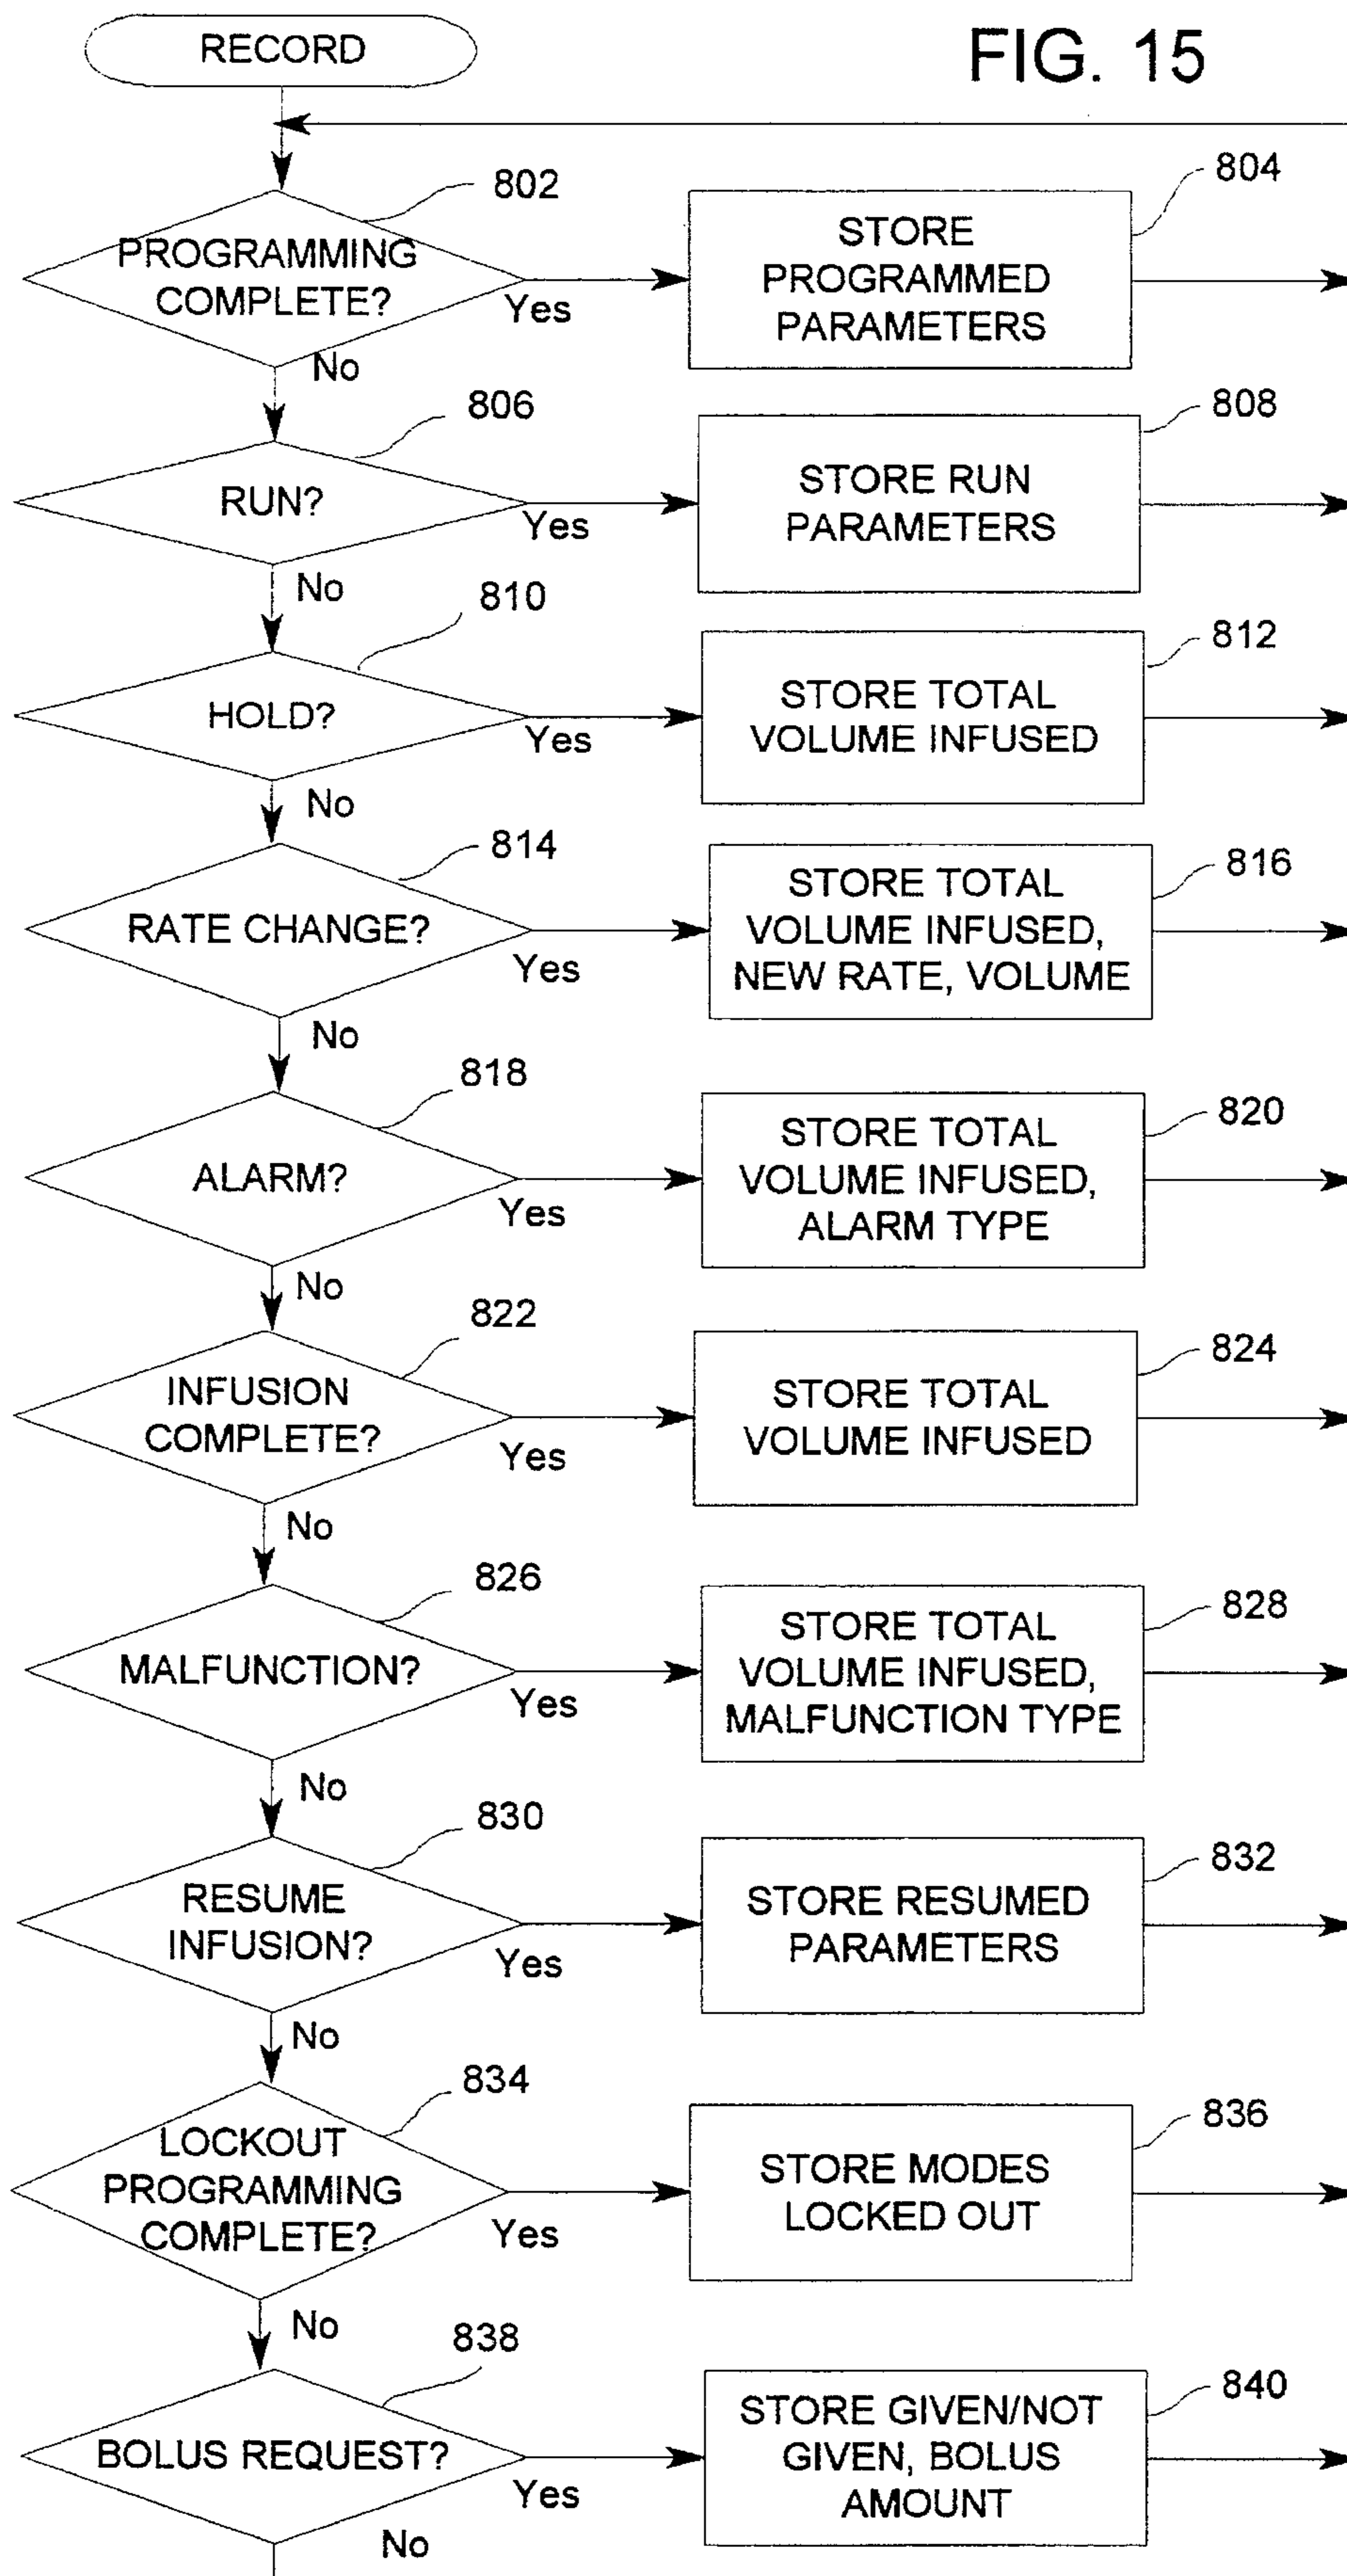 RECORD
FIG. 15
802
804
PROGRAMMING
COMPLETE?
Yes
STORE
PROGRAMMED
PARAMETERS
No
806
808
RUN?
Yes
STORE RUN
PARAMETERS
No
810
812
HOLD?
Yes
STORE TOTAL
VOLUME INFUSED
No
814
816
RATE CHANGE?
Yes
STORE TOTAL
VOLUME INFUSED,
NEW RATE, VOLUME
No
818
820
ALARM?
Yes
STORE TOTAL
VOLUME INFUSED,
ALARM TYPE
No
822
824
INFUSION
COMPLETE?
Yes
STORE TOTAL
VOLUME INFUSED
No
826
828
MALFUNCTION?
Yes
STORE TOTAL
VOLUME INFUSED,
MALFUNCTION TYPE
No
830
832
RESUME
INFUSION?
Yes
STORE RESUMED
PARAMETERS
No
834
836
LOCKOUT
PROGRAMMING
COMPLETE?
Yes
STORE MODES
LOCKED OUT
No
838
840
BOLUS REQUEST?
Yes
STORE GIVEN/NOT
GIVEN, BOLUS
AMOUNT
No